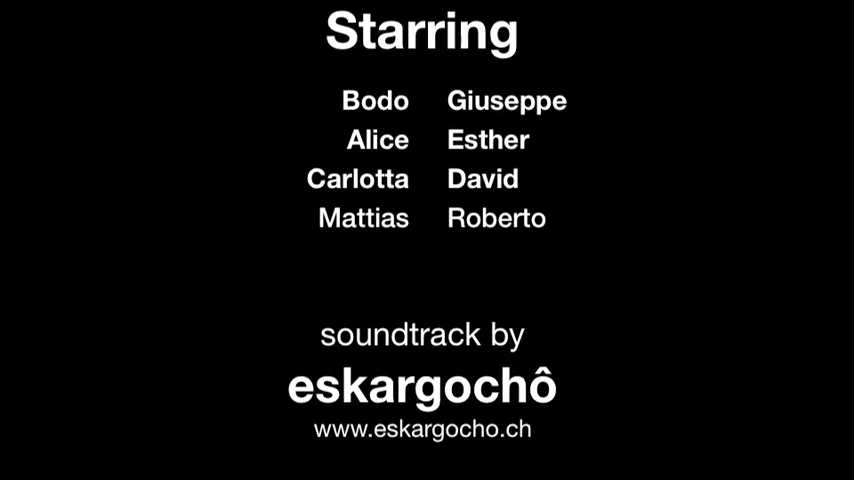 Starring
Bodo Giuseppe
Alice Esther
Carlotta David
Mattias Roberto
soundtrack by
eskargochô
www.eskargocho.ch